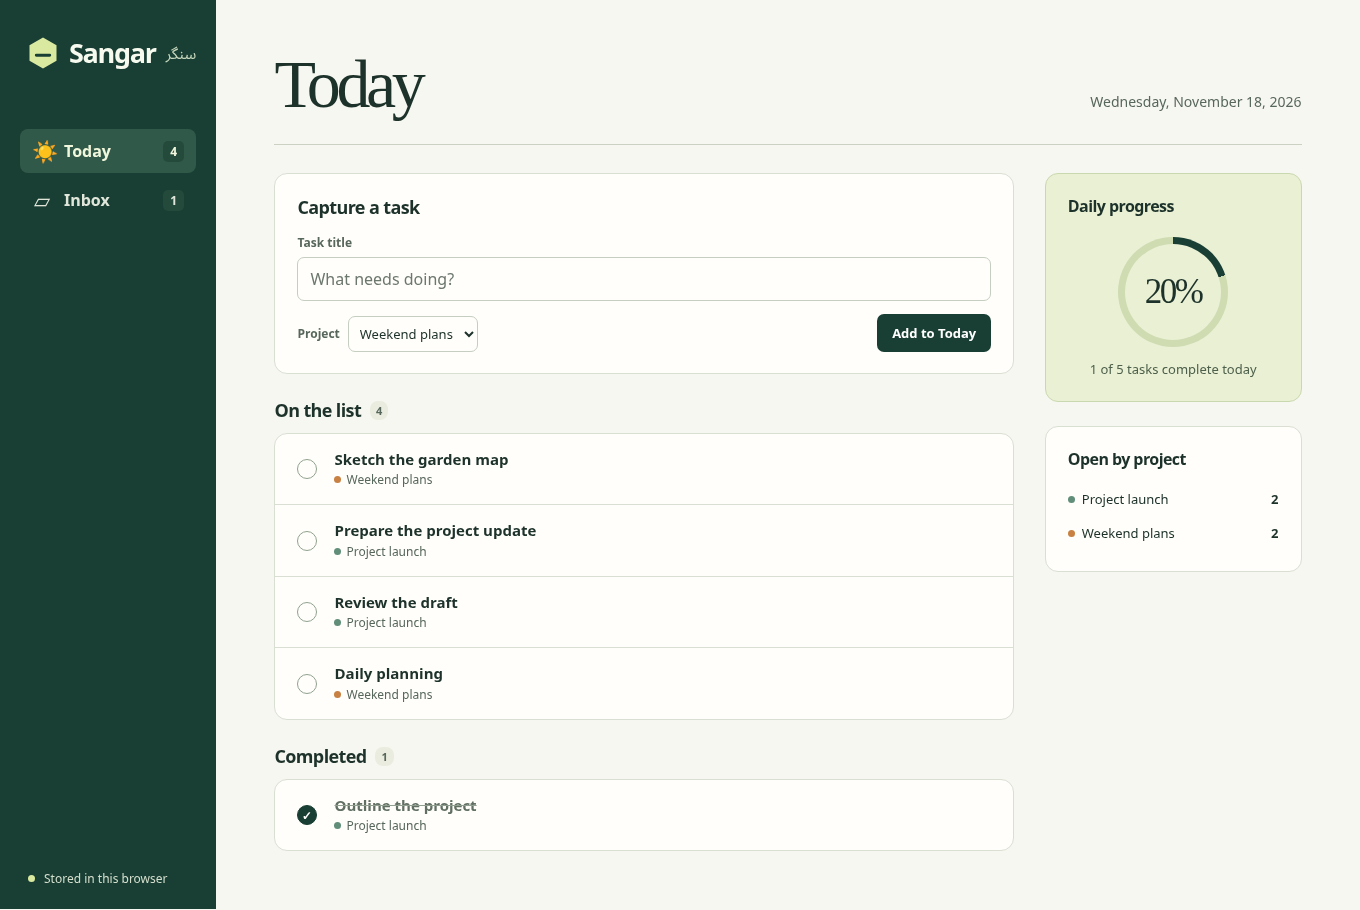 Sangar سنگر
Today 4
Inbox 1
Stored in this browser
Today
Wednesday, November 18, 2026
Capture a task
Task title
What needs doing?
Project Weekend plans Add to Today
On the list 4
Sketch the garden map
Weekend plans
Prepare the project update
Project launch
Review the draft
Project launch
Daily planning
Weekend plans
Completed 1
Outline the project
Project launch
Daily progress
20%
1 of 5 tasks complete today
Open by project
Project launch 2
Weekend plans 2